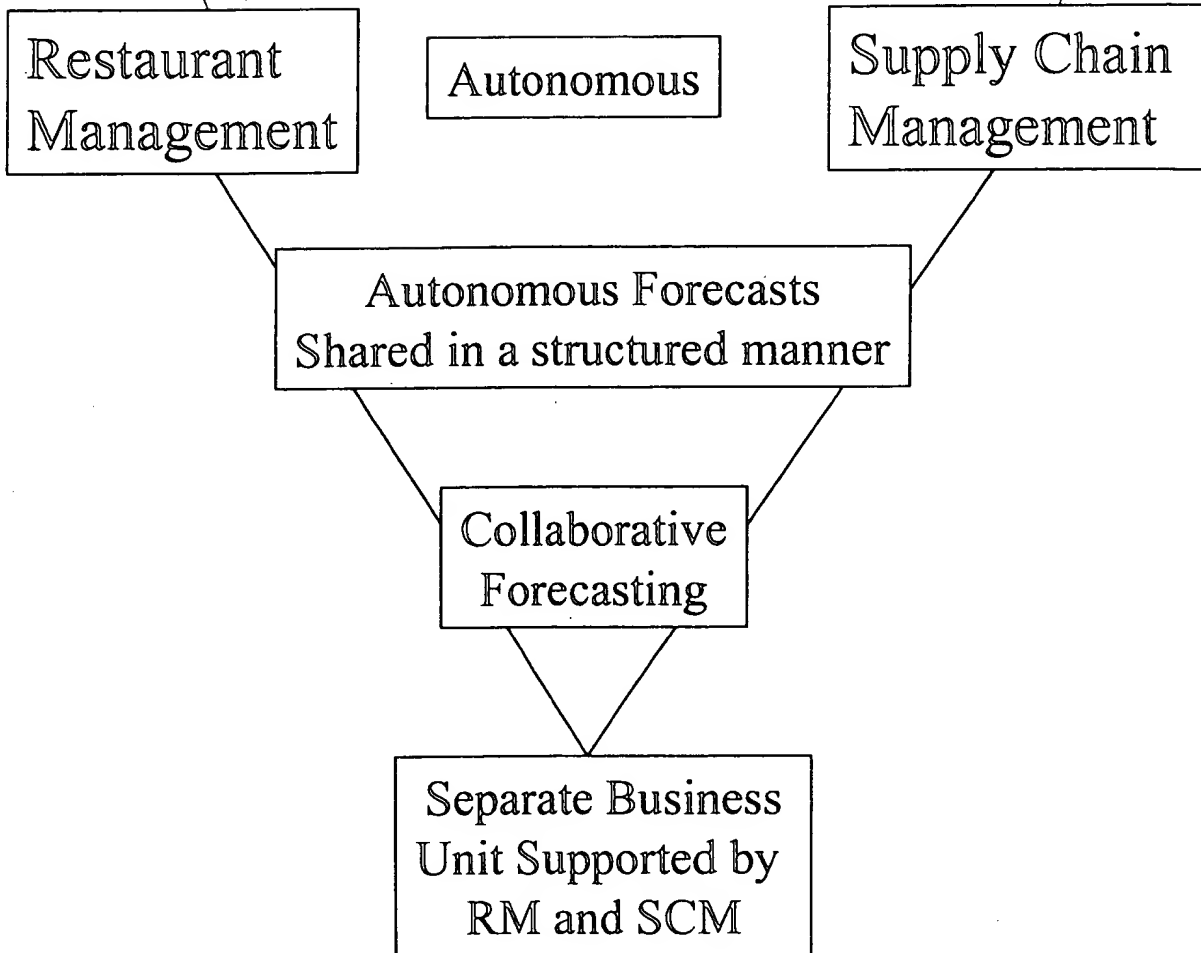 Restaurant
Management
Autonomous
Supply Chain
Management
Autonomous Forecasts
Shared in a structured manner
Collaborative
Forecasting
Separate Business
Unit Supported by
RM and SCM